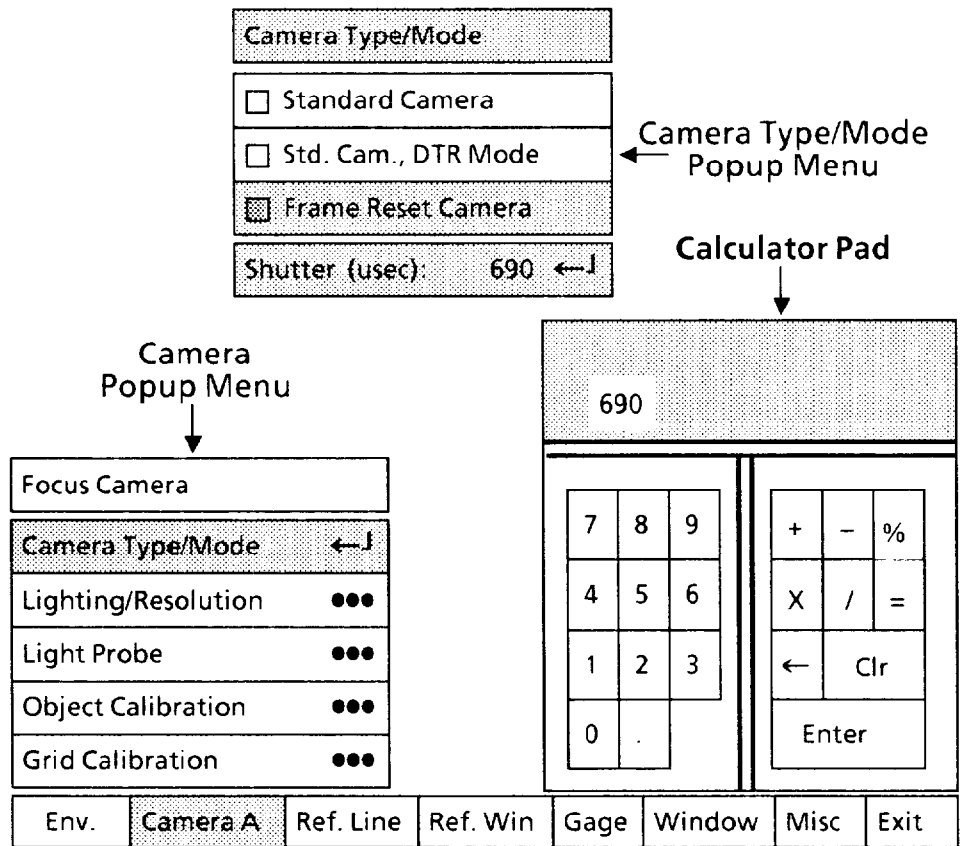 Camera Type/Mode
Standard Camera
Std. Cam., DTR Mode
Frame Reset Camera
Shutter (usec): 690 ←┘
Camera Type/Mode
Popup Menu
Calculator Pad
690
Camera
Popup Menu
Focus Camera
Camera Type/Mode ←┘
Lighting/Resolution •••
Light Probe •••
Object Calibration •••
Grid Calibration •••
7 8 9
4 5 6
1 2 3
0 .
+ − %
X / =
← Clr
Enter
Env. Camera A Ref. Line Ref. Win Gage Window Misc Exit